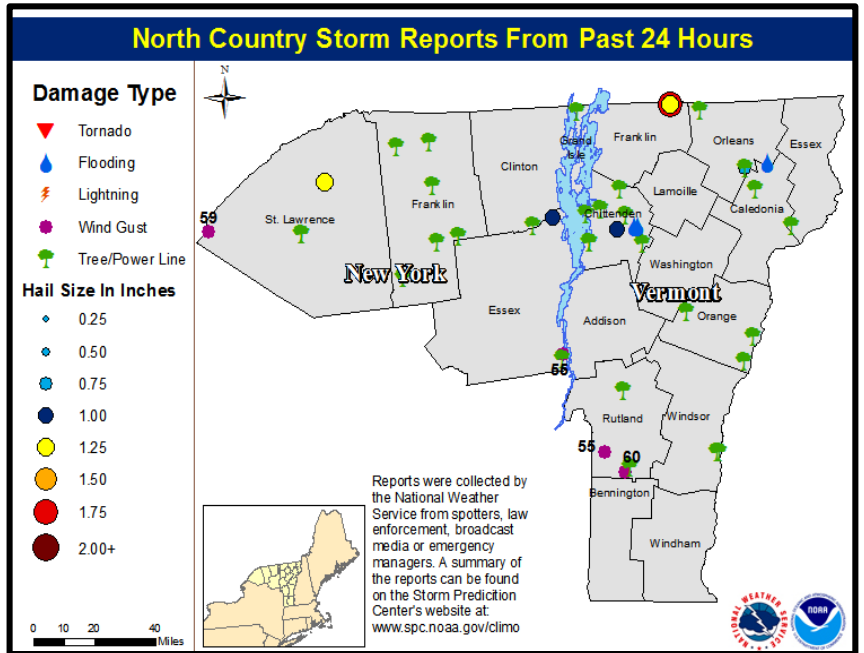 North Country Storm Reports From Past 24 Hours
Damage Type
Tornado
Flooding
Lightning
Wind Gust
Tree/Power Line
Hail Size In Inches
0.25
0.50
0.75
1.00
1.25
1.50
1.75
2.00+
0 10 20 40
Miles
N
Franklin
Orleans
Essex
Grand
Isle
Clinton
Lamoille
Franklin
Caledonia
Chittenden
59
St. Lawrence
Washington
New York
Vermont
Essex
Addison
Orange
55
Rutland
Windsor
55
60
Bennington
Windham
Reports were collected by
the National Weather
Service from spotters, law
enforcement, broadcast
media or emergency
managers. A summary of
the reports can be found
on the Storm Predicition
Center's website at:
www.spc.noaa.gov/climo
NATIONAL WEATHER SERVICE
NOAA